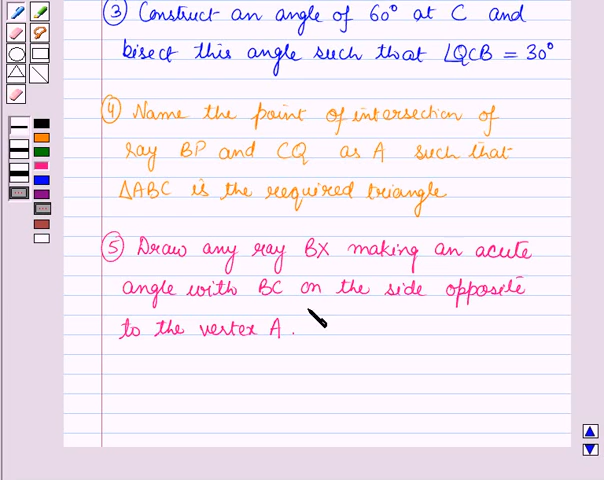 ③ Construct an angle of 60° at C and
bisect this angle such that ∠QCB = 30°
④ Name the point of intersection of
ray BP and CQ as A such that
△ABC is the required triangle
⑤ Draw any ray BX making an acute
angle with BC on the side opposite
to the vertex A.